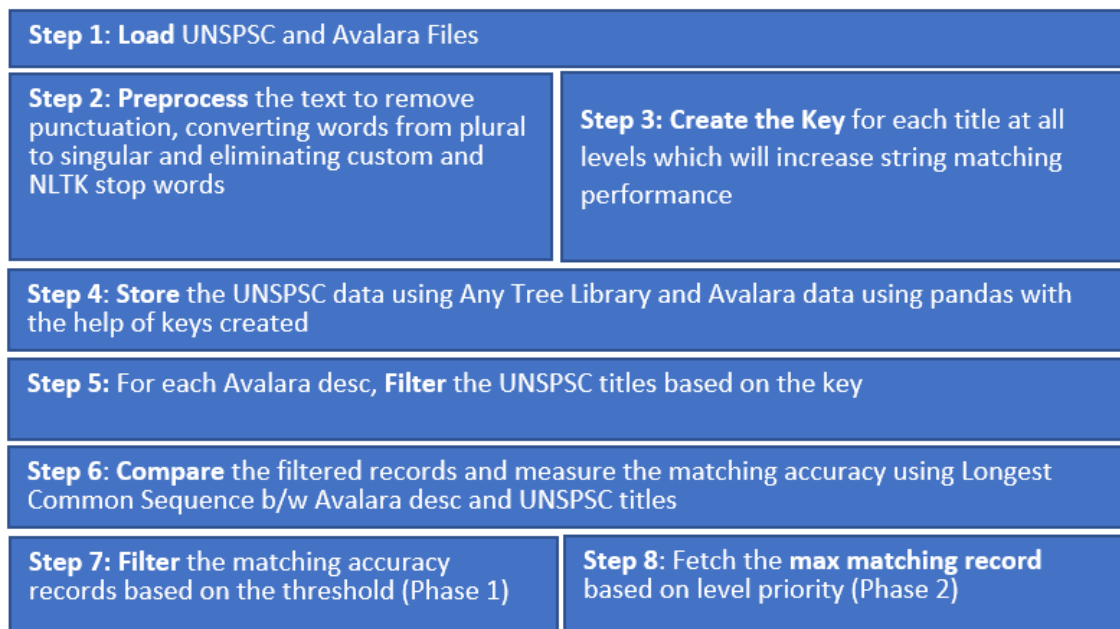 Step 1: Load UNSPSC and Avalara Files
Step 2: Preprocess the text to remove
punctuation, converting words from plural
to singular and eliminating custom and
NLTK stop words
Step 3: Create the Key for each title at all
levels which will increase string matching
performance
Step 4: Store the UNSPSC data using Any Tree Library and Avalara data using pandas with
the help of keys created
Step 5: For each Avalara desc, Filter the UNSPSC titles based on the key
Step 6: Compare the filtered records and measure the matching accuracy using Longest
Common Sequence b/w Avalara desc and UNSPSC titles
Step 7: Filter the matching accuracy
records based on the threshold (Phase 1)
Step 8: Fetch the max matching record
based on level priority (Phase 2)